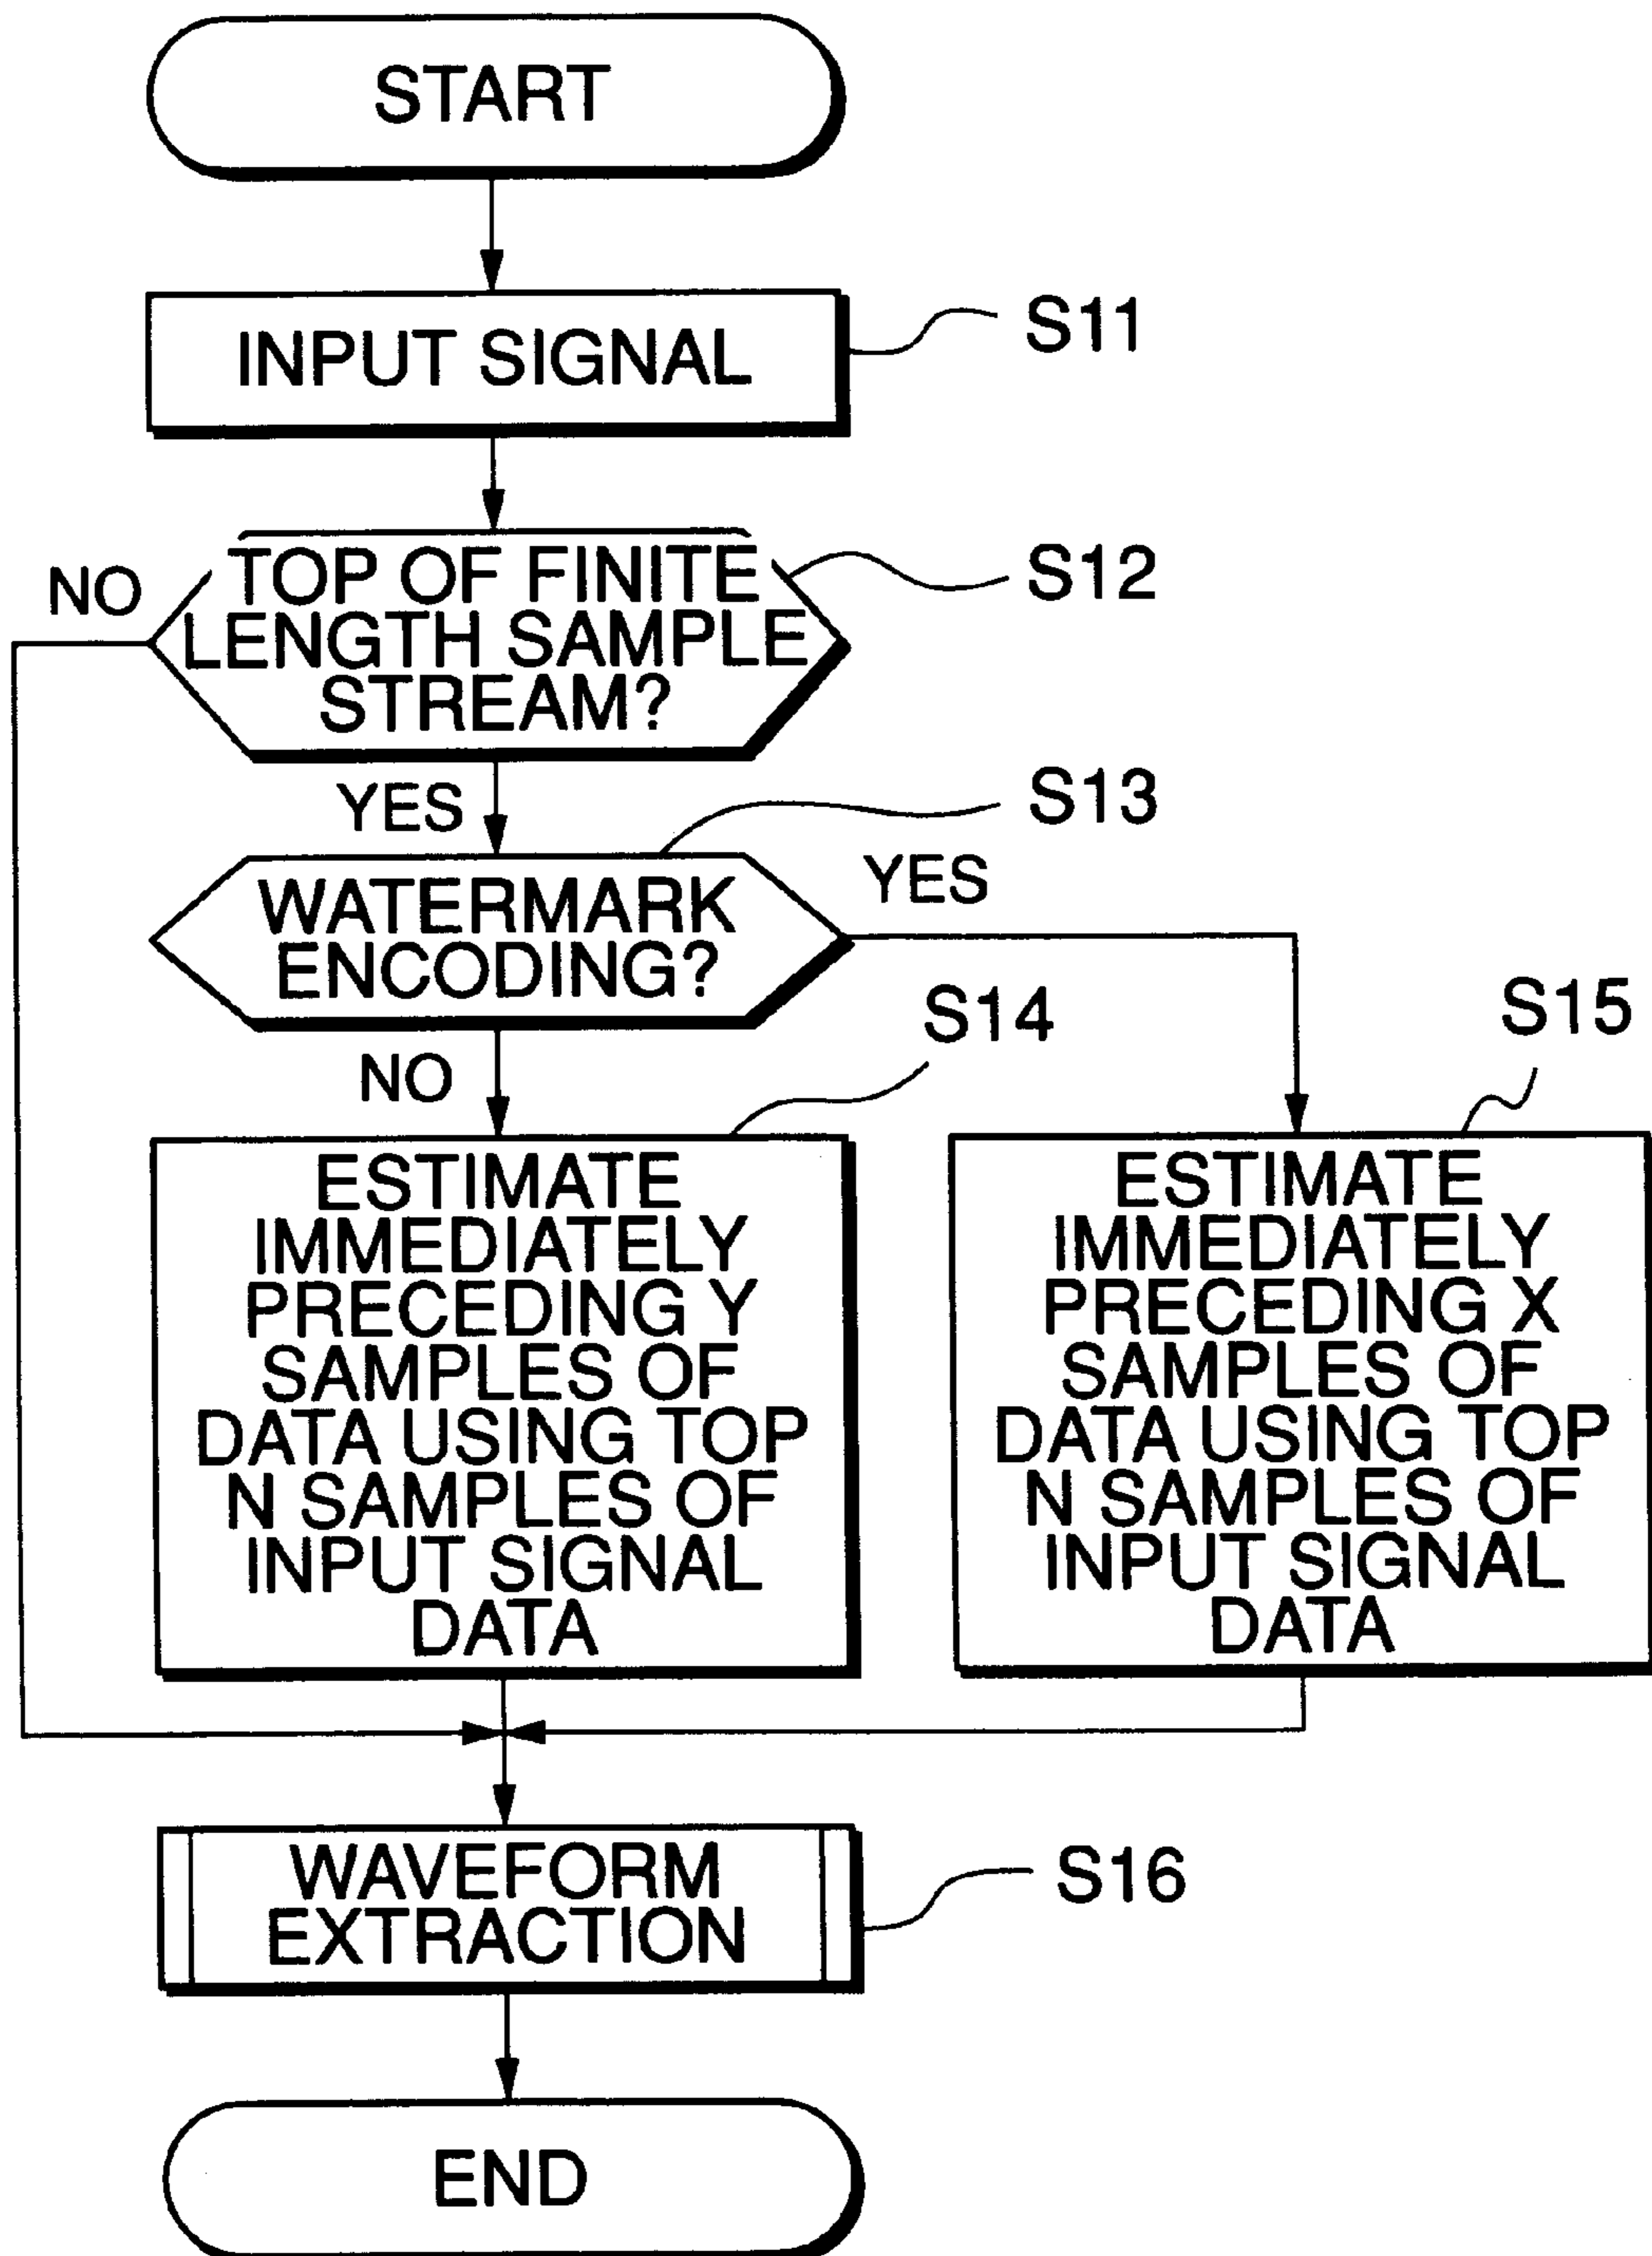 START
INPUT SIGNAL
S11
TOP OF FINITE
LENGTH SAMPLE
STREAM?
S12
NO
YES
S13
WATERMARK
ENCODING?
YES
NO
S14
S15
ESTIMATE
IMMEDIATELY
PRECEDING Y
SAMPLES OF
DATA USING TOP
N SAMPLES OF
INPUT SIGNAL
DATA
ESTIMATE
IMMEDIATELY
PRECEDING X
SAMPLES OF
DATA USING TOP
N SAMPLES OF
INPUT SIGNAL
DATA
WAVEFORM
EXTRACTION
S16
END